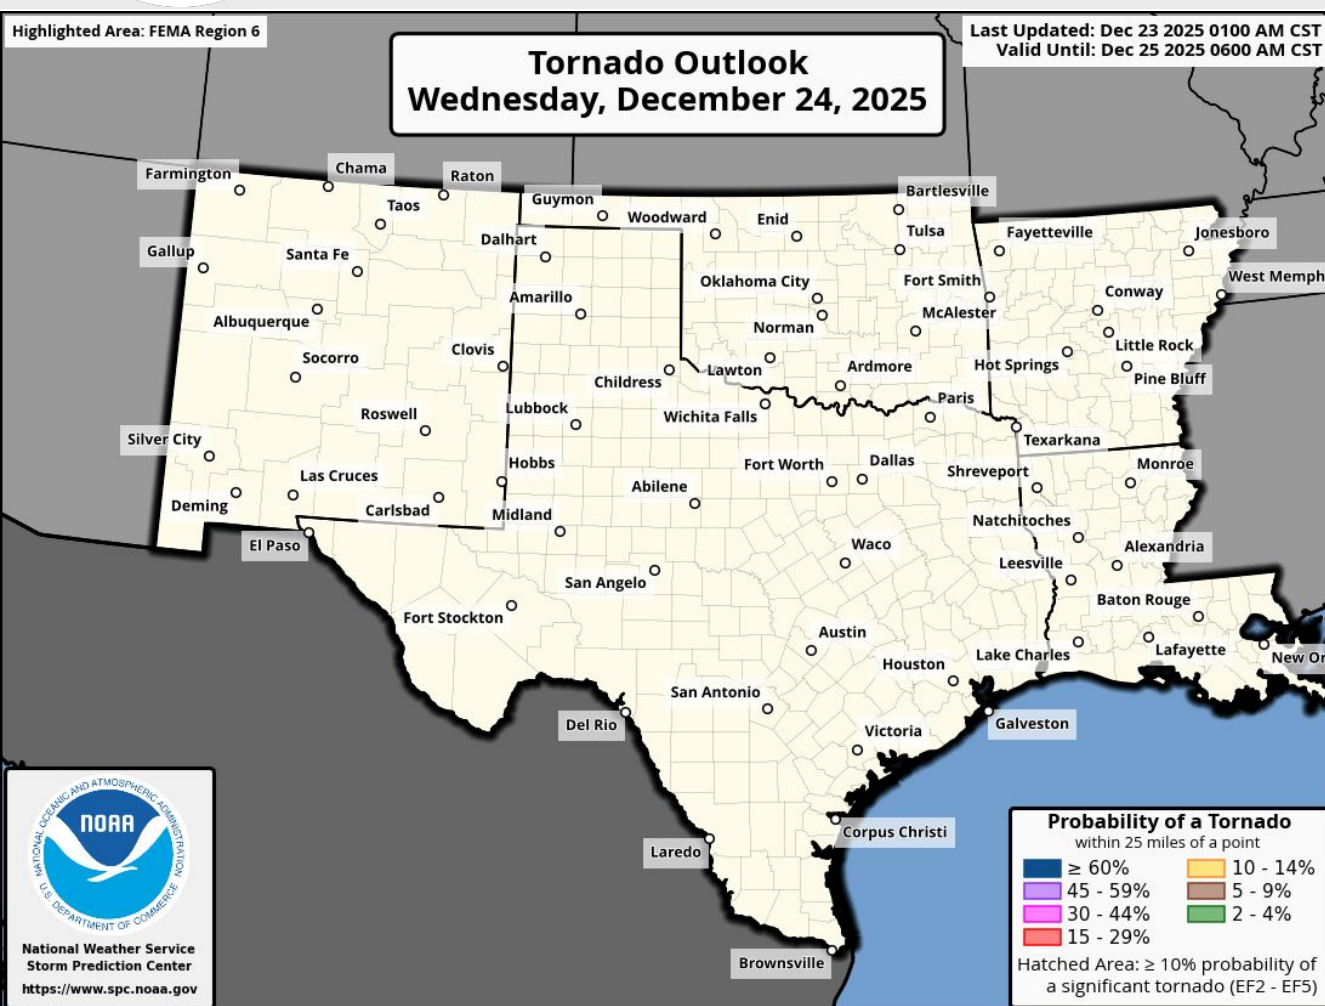 Highlighted Area: FEMA Region 6
Last Updated: Dec 23 2025 0100 AM CST
Valid Until: Dec 25 2025 0600 AM CST
Tornado Outlook
Wednesday, December 24, 2025
Farmington
Chama
Raton
Taos
Guymon
Woodward
Enid
Bartlesville
Tulsa
Fayetteville
Jonesboro
Gallup
Santa Fe
Dalhart
Oklahoma City
Fort Smith
Conway
West Memph
Albuquerque
Amarillo
Norman
McAlester
Little Rock
Socorro
Clovis
Childress
Lawton
Ardmore
Hot Springs
Pine Bluff
Roswell
Lubbock
Wichita Falls
Paris
Texarkana
Silver City
Las Cruces
Hobbs
Abilene
Fort Worth
Dallas
Shreveport
Monroe
Deming
Carlsbad
Midland
Natchitoches
El Paso
San Angelo
Waco
Leesville
Alexandria
Fort Stockton
Austin
Baton Rouge
Houston
Lake Charles
Lafayette
New Or
San Antonio
Del Rio
Victoria
Galveston
Laredo
Corpus Christi
Brownsville
NATIONAL OCEANIC AND ATMOSPHERIC ADMINISTRATION
NOAA
U.S. DEPARTMENT OF COMMERCE
National Weather Service
Storm Prediction Center
https://www.spc.noaa.gov
Probability of a Tornado
within 25 miles of a point
≥ 60%
10 - 14%
45 - 59%
5 - 9%
30 - 44%
2 - 4%
15 - 29%
Hatched Area: ≥ 10% probability of
a significant tornado (EF2 - EF5)